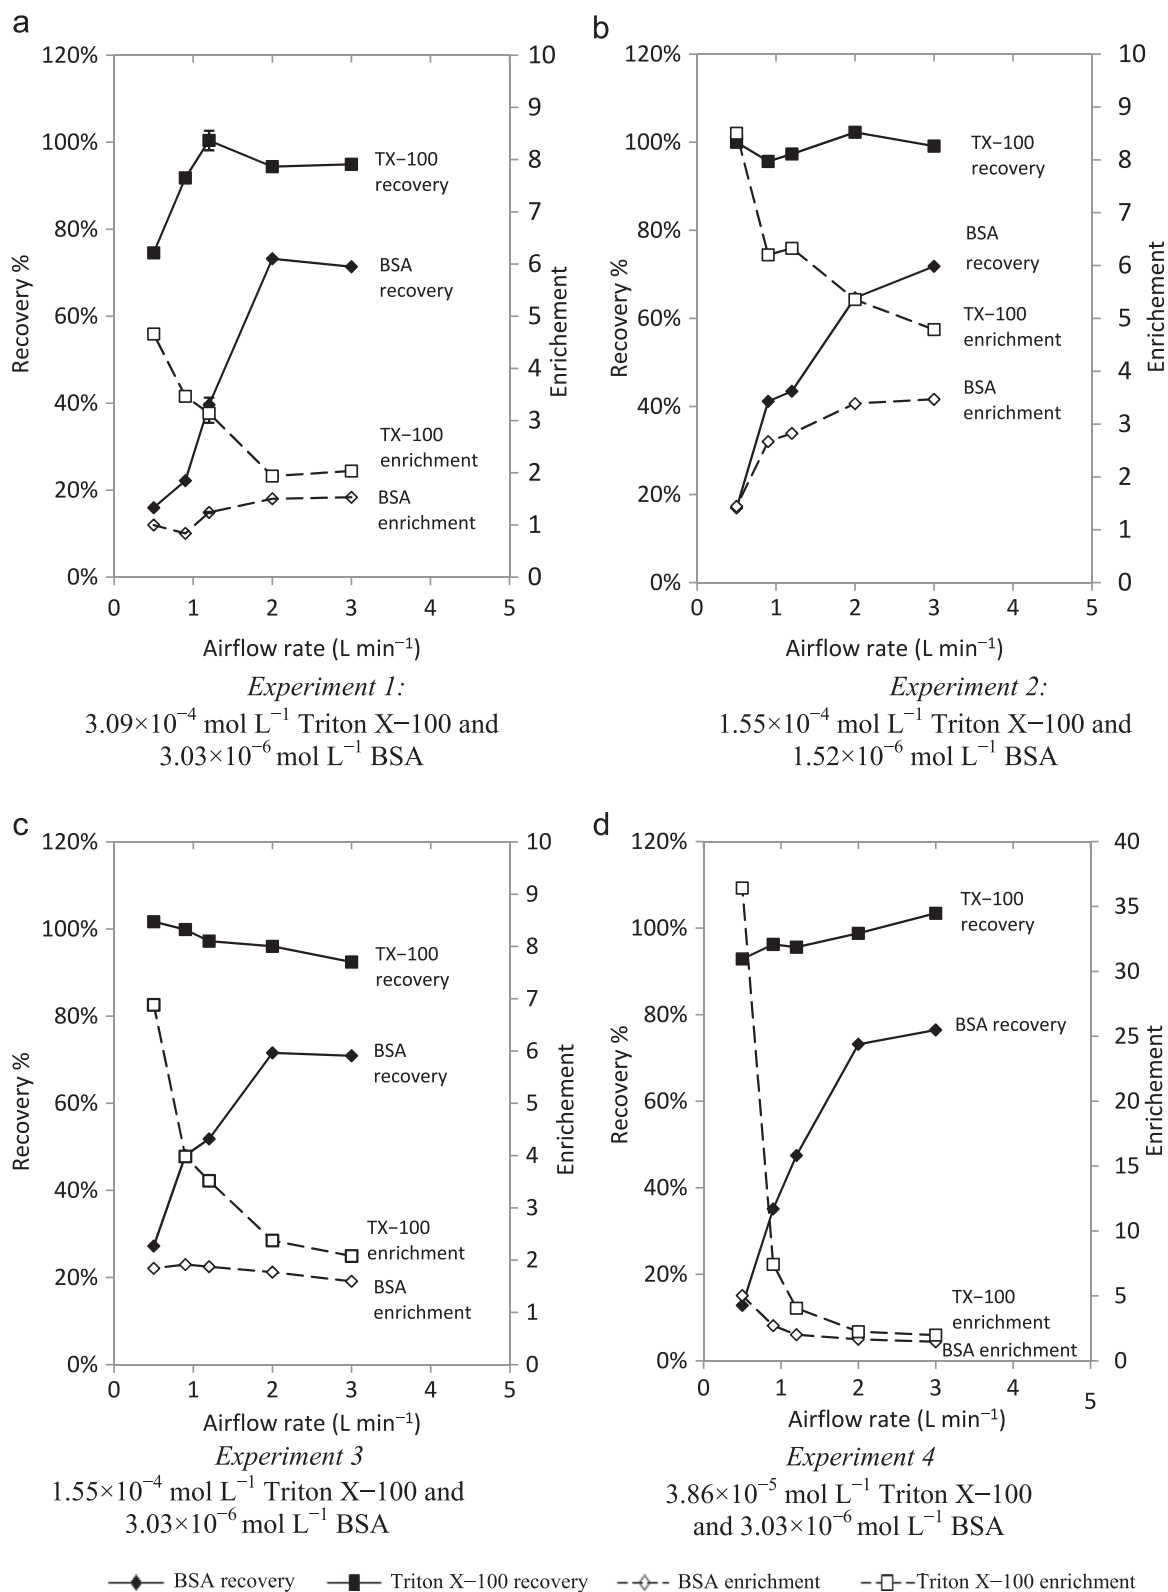 a
120%
100%
80%
60%
40%
20%
0%
10
9
8
7
6
5
4
3
2
1
0
Recovery %
Enrichement
TX−100
recovery
BSA
recovery
TX−100
enrichment
BSA
enrichment
0 1 2 3 4 5
Airflow rate (L min⁻¹)
Experiment 1:
3.09×10⁻⁴ mol L⁻¹ Triton X−100 and
3.03×10⁻⁶ mol L⁻¹ BSA
b
120%
100%
80%
60%
40%
20%
0%
10
9
8
7
6
5
4
3
2
1
0
Recovery %
Enrichement
TX−100
recovery
BSA
recovery
TX−100
enrichment
BSA
enrichment
0 1 2 3 4 5
Airflow rate (L min⁻¹)
Experiment 2:
1.55×10⁻⁴ mol L⁻¹ Triton X−100 and
1.52×10⁻⁶ mol L⁻¹ BSA
c
120%
100%
80%
60%
40%
20%
0%
10
9
8
7
6
5
4
3
2
1
0
Recovery %
Enrichement
TX−100
recovery
BSA
recovery
TX−100
enrichment
BSA
enrichment
0 1 2 3 4 5
Airflow rate (L min⁻¹)
Experiment 3
1.55×10⁻⁴ mol L⁻¹ Triton X−100 and
3.03×10⁻⁶ mol L⁻¹ BSA
d
120%
100%
80%
60%
40%
20%
0%
40
35
30
25
20
15
10
5
0
Recovery %
Enrichement
TX−100
recovery
BSA recovery
TX−100
enrichment
BSA enrichment
0 1 2 3 4 5
Airflow rate (L min⁻¹)
Experiment 4
3.86×10⁻⁵ mol L⁻¹ Triton X−100
and 3.03×10⁻⁶ mol L⁻¹ BSA
BSA recovery Triton X−100 recovery BSA enrichment Triton X−100 enrichment